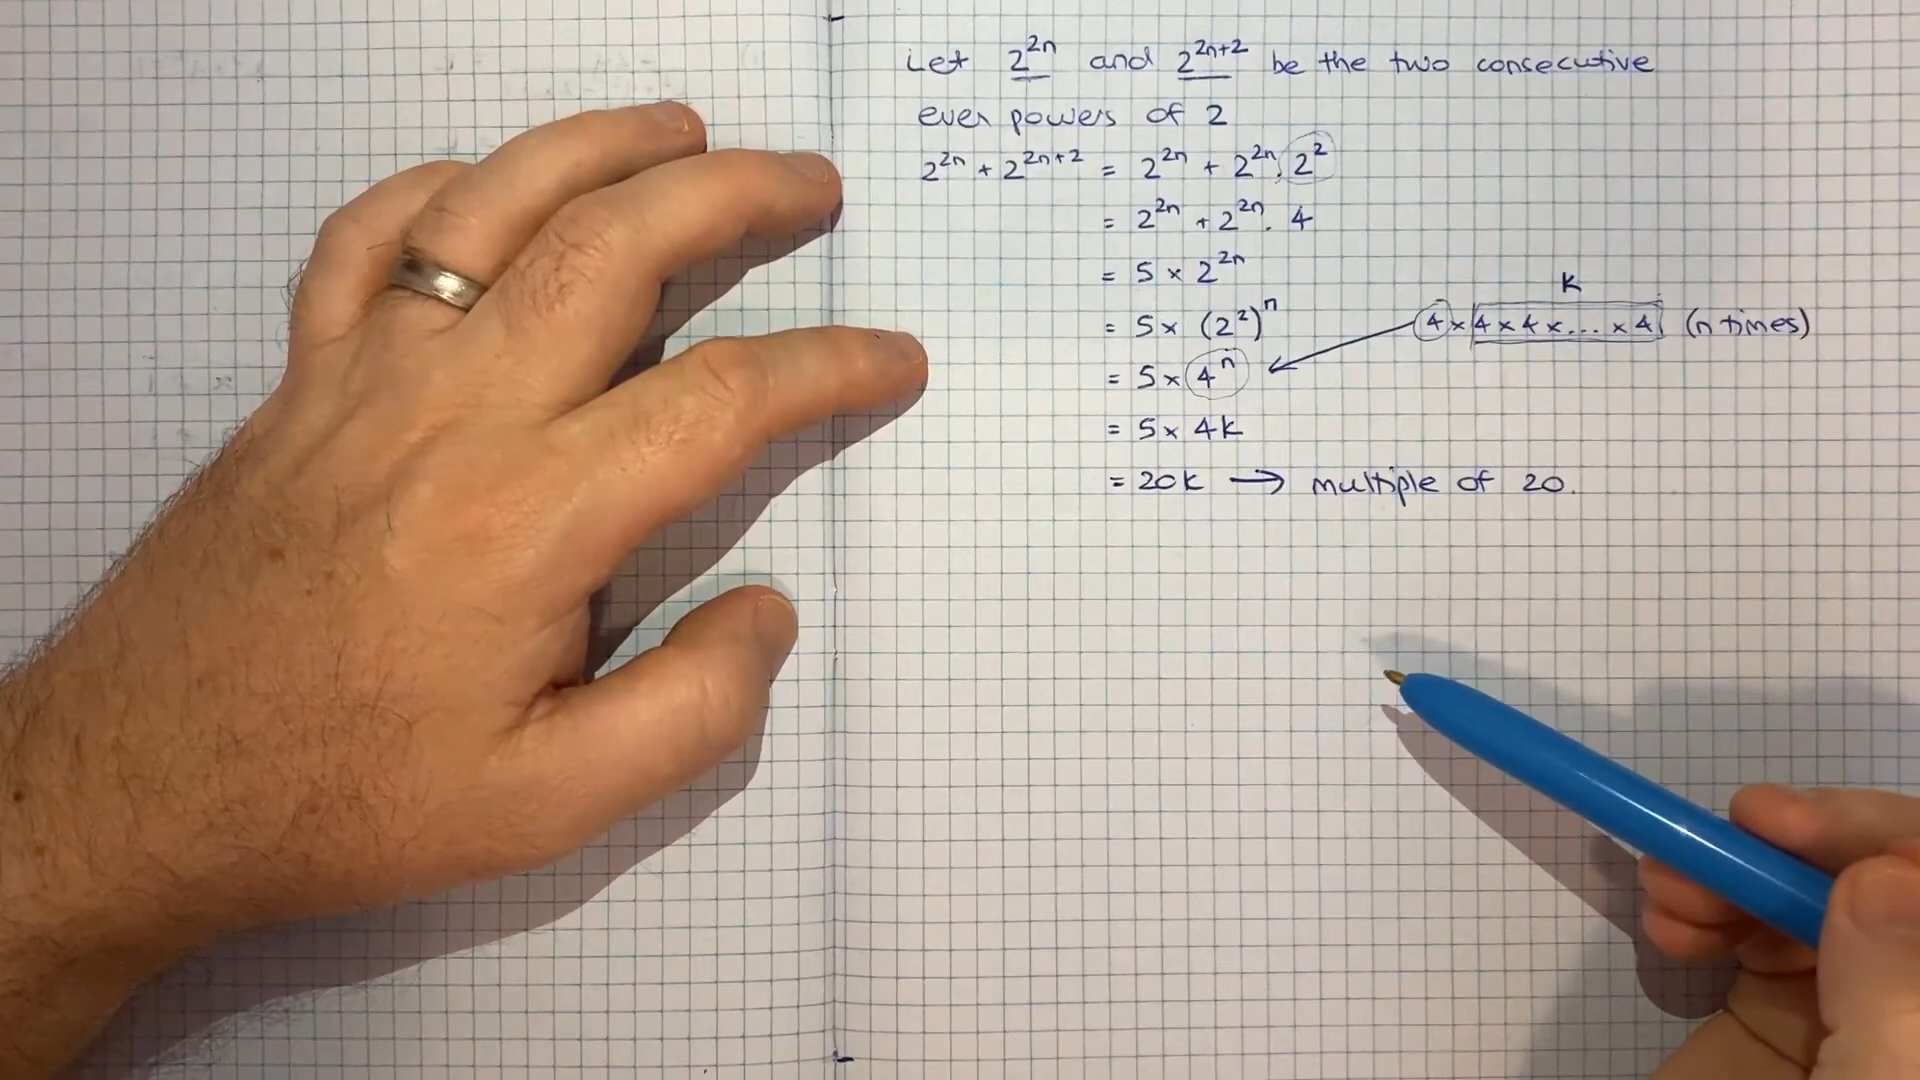 Let 2^{2n} and 2^{2n+2} be the two consecutive
even powers of 2
2^{2n} + 2^{2n+2} = 2^{2n} + 2^{2n} . 2^2
= 2^{2n} + 2^{2n} . 4
= 5 × 2^{2n}
k
= 5 × (2^2)^n
4 × 4 × 4 × ... × 4 (n times)
= 5 × 4^n
= 5 × 4k
= 20k → multiple of 20.